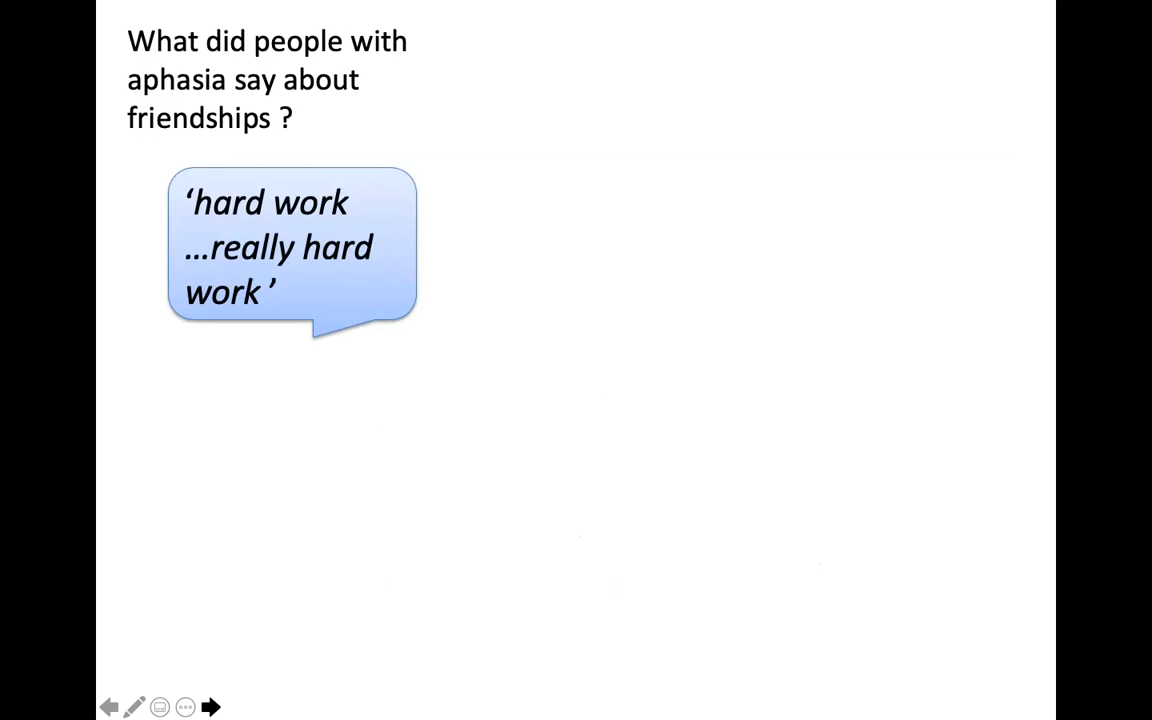 What did people with
aphasia say about
friendships ?
‘hard work
…really hard
work ’